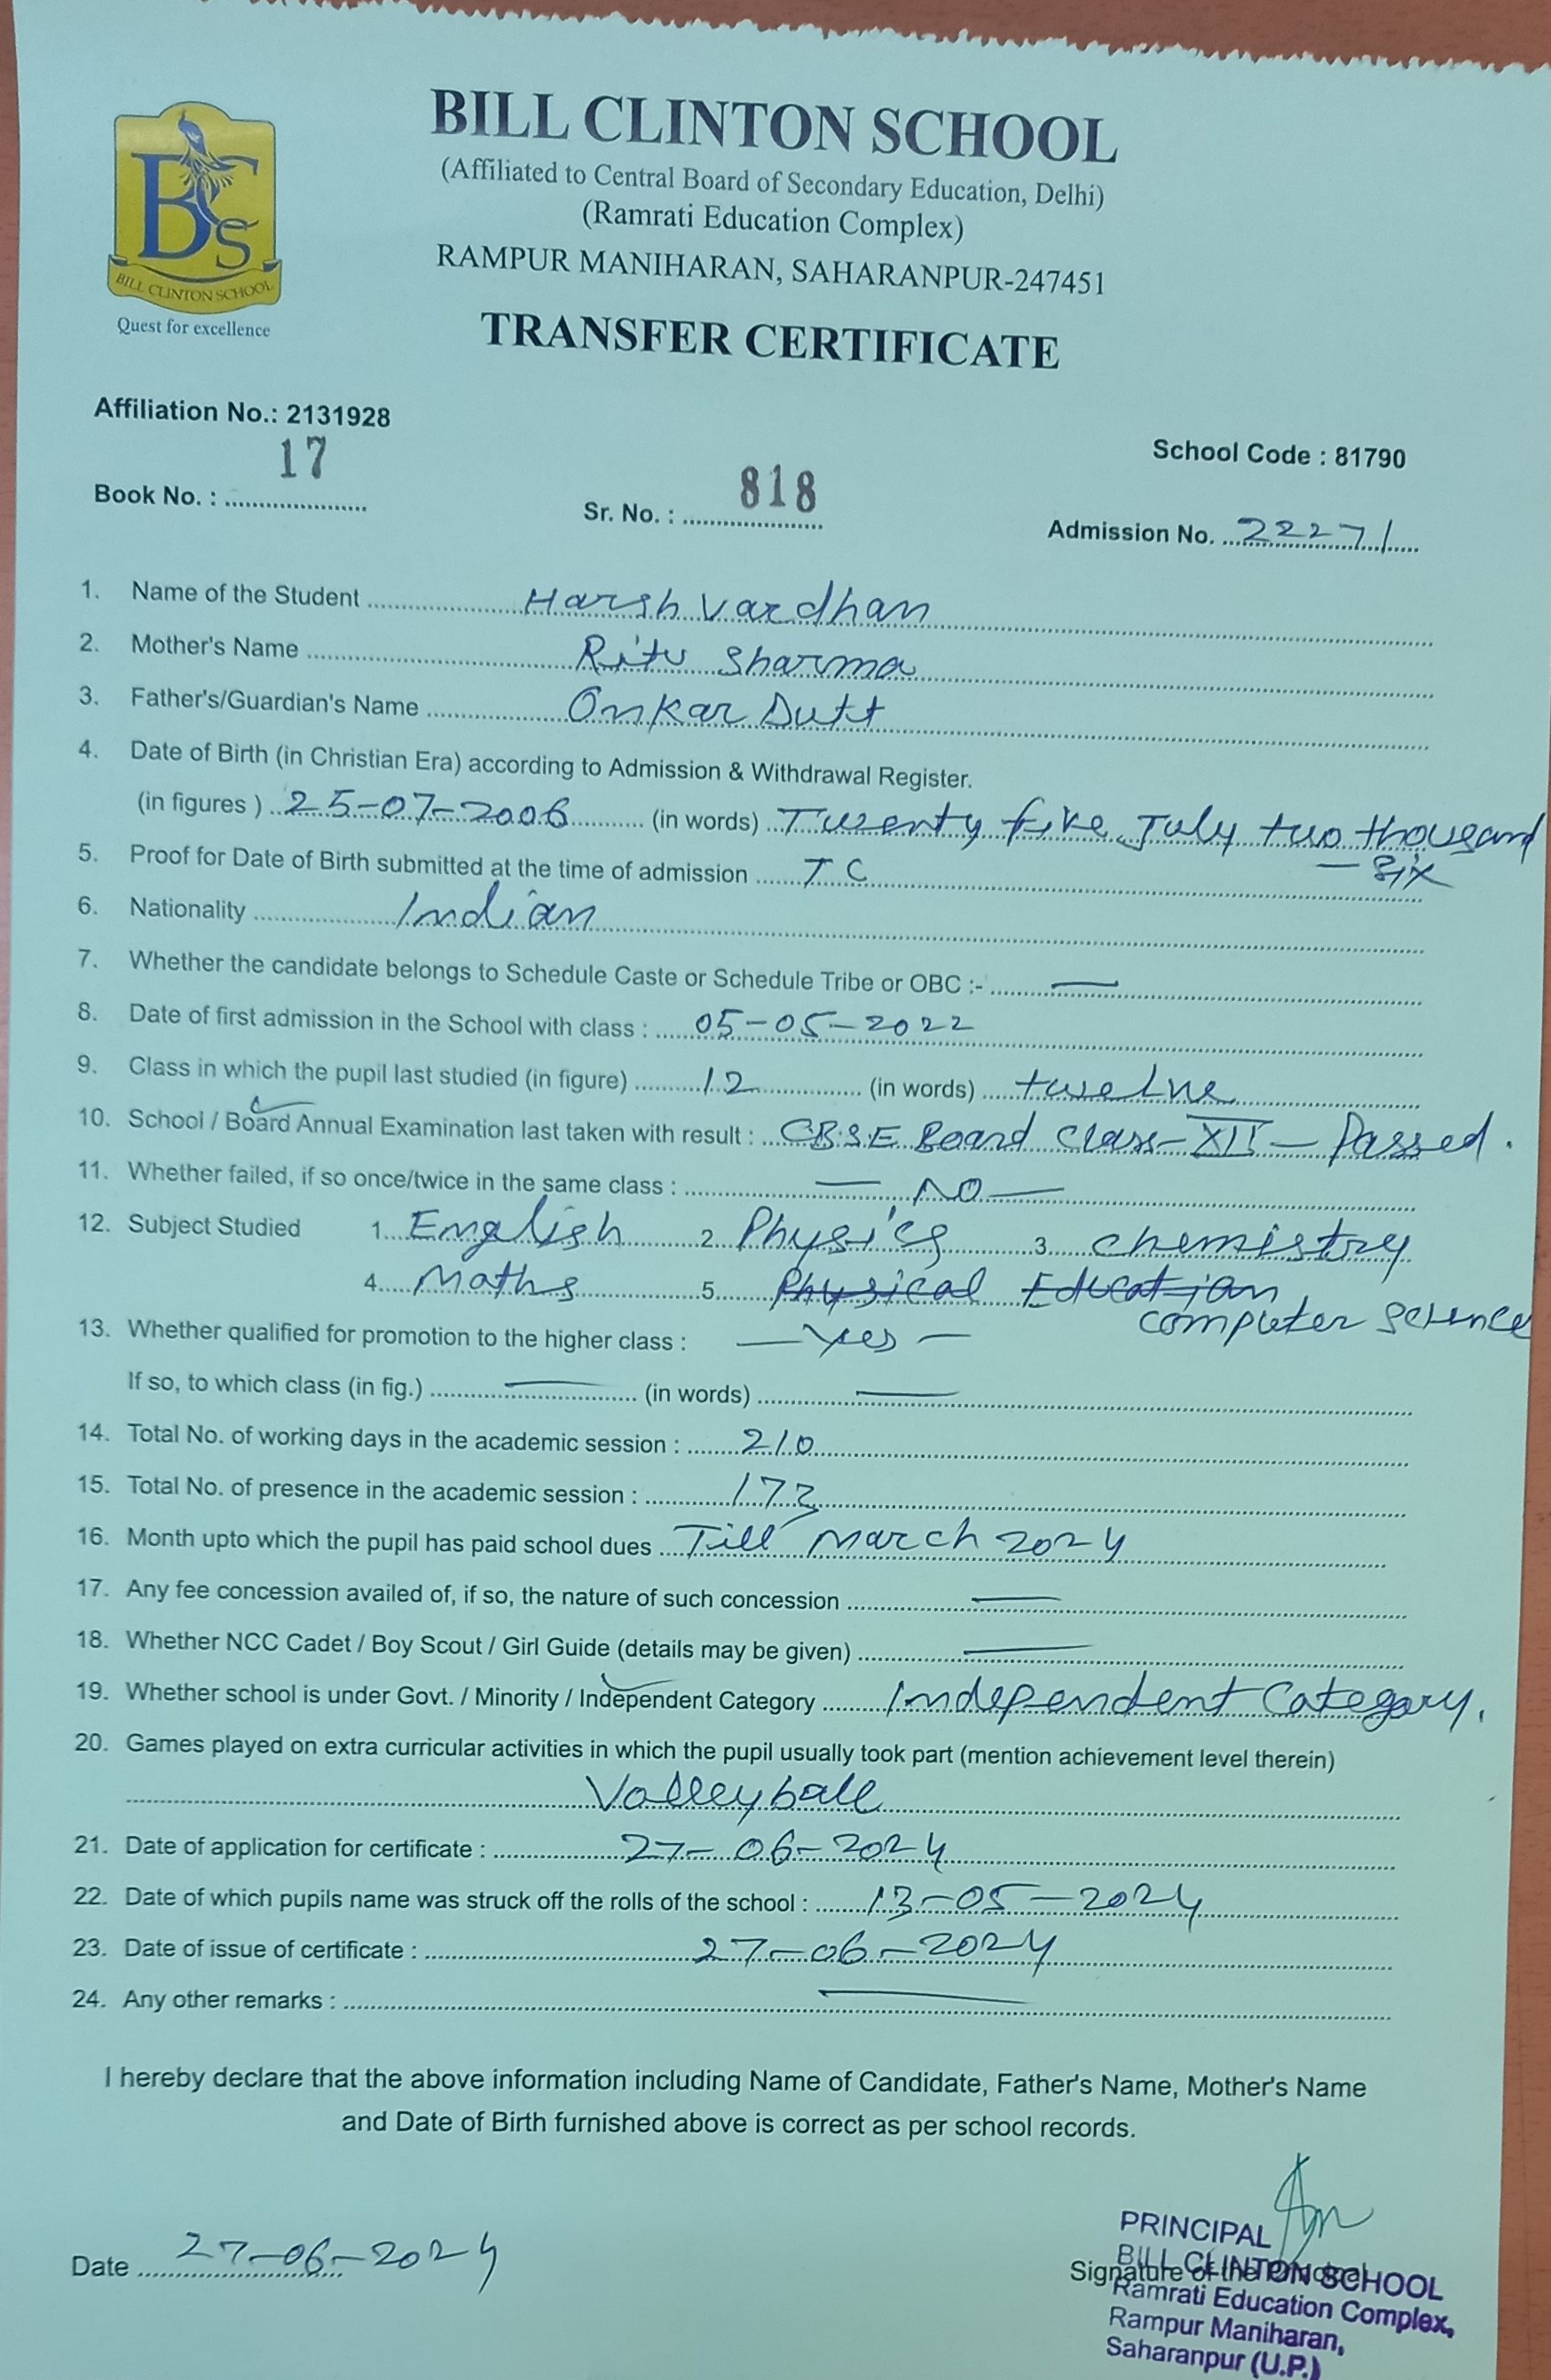 BILL CLINTON SCHOOL
(Affiliated to Central Board of Secondary Education, Delhi)
(Ramrati Education Complex)
RAMPUR MANIHARAN, SAHARANPUR-247451
BCS
BILL CLINTON SCHOOL
Quest for excellence
TRANSFER CERTIFICATE
Affiliation No.: 2131928
School Code : 81790
Book No. : 17 Sr. No. : 818 Admission No. 22271
1. Name of the Student Harsh Vardhan
2. Mother's Name Ritu Sharma
3. Father's/Guardian's Name Onkar Dutt
4. Date of Birth (in Christian Era) according to Admission & Withdrawal Register.
(in figures ) 25-07-2006 (in words) Twenty five July two thousand
- six
5. Proof for Date of Birth submitted at the time of admission T C
6. Nationality Indian
7. Whether the candidate belongs to Schedule Caste or Schedule Tribe or OBC :- —
8. Date of first admission in the School with class : 05-05-2022
9. Class in which the pupil last studied (in figure) 12 (in words) twelve
10. School / Board Annual Examination last taken with result : CBSE Board Class-XII - Passed.
11. Whether failed, if so once/twice in the same class : — NO —
12. Subject Studied 1. English 2. Physics 3. chemistry
4. Maths 5. Physical Education
computer science
13. Whether qualified for promotion to the higher class : — Yes —
If so, to which class (in fig.) — (in words) —
14. Total No. of working days in the academic session : 210
15. Total No. of presence in the academic session : 173
16. Month upto which the pupil has paid school dues Till March 2024
17. Any fee concession availed of, if so, the nature of such concession —
18. Whether NCC Cadet / Boy Scout / Girl Guide (details may be given) —
19. Whether school is under Govt. / Minority / Independent Category Independent Category.
20. Games played on extra curricular activities in which the pupil usually took part (mention achievement level therein)
Volleyball
21. Date of application for certificate : 27-06-2024
22. Date of which pupils name was struck off the rolls of the school : 13-05-2024
23. Date of issue of certificate : 27-06-2024
24. Any other remarks : —
I hereby declare that the above information including Name of Candidate, Father's Name, Mother's Name
and Date of Birth furnished above is correct as per school records.
Date 27-06-2024
Signature of the Principal
PRINCIPAL
BILL CLINTON SCHOOL
Ramrati Education Complex,
Rampur Maniharan,
Saharanpur (U.P.)